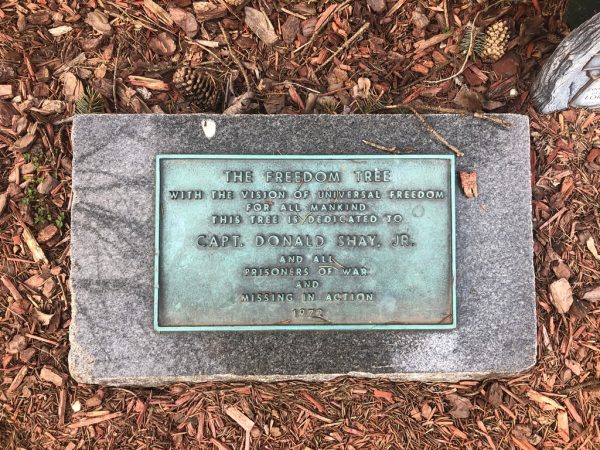 THE FREEDOM TREE
WITH THE VISION OF UNIVERSAL FREEDOM
FOR ALL MANKIND
THIS TREE IS DEDICATED TO
CAPT. DONALD SHAY, JR.
AND ALL
PRISONERS OF WAR
AND
MISSING IN ACTION
1972